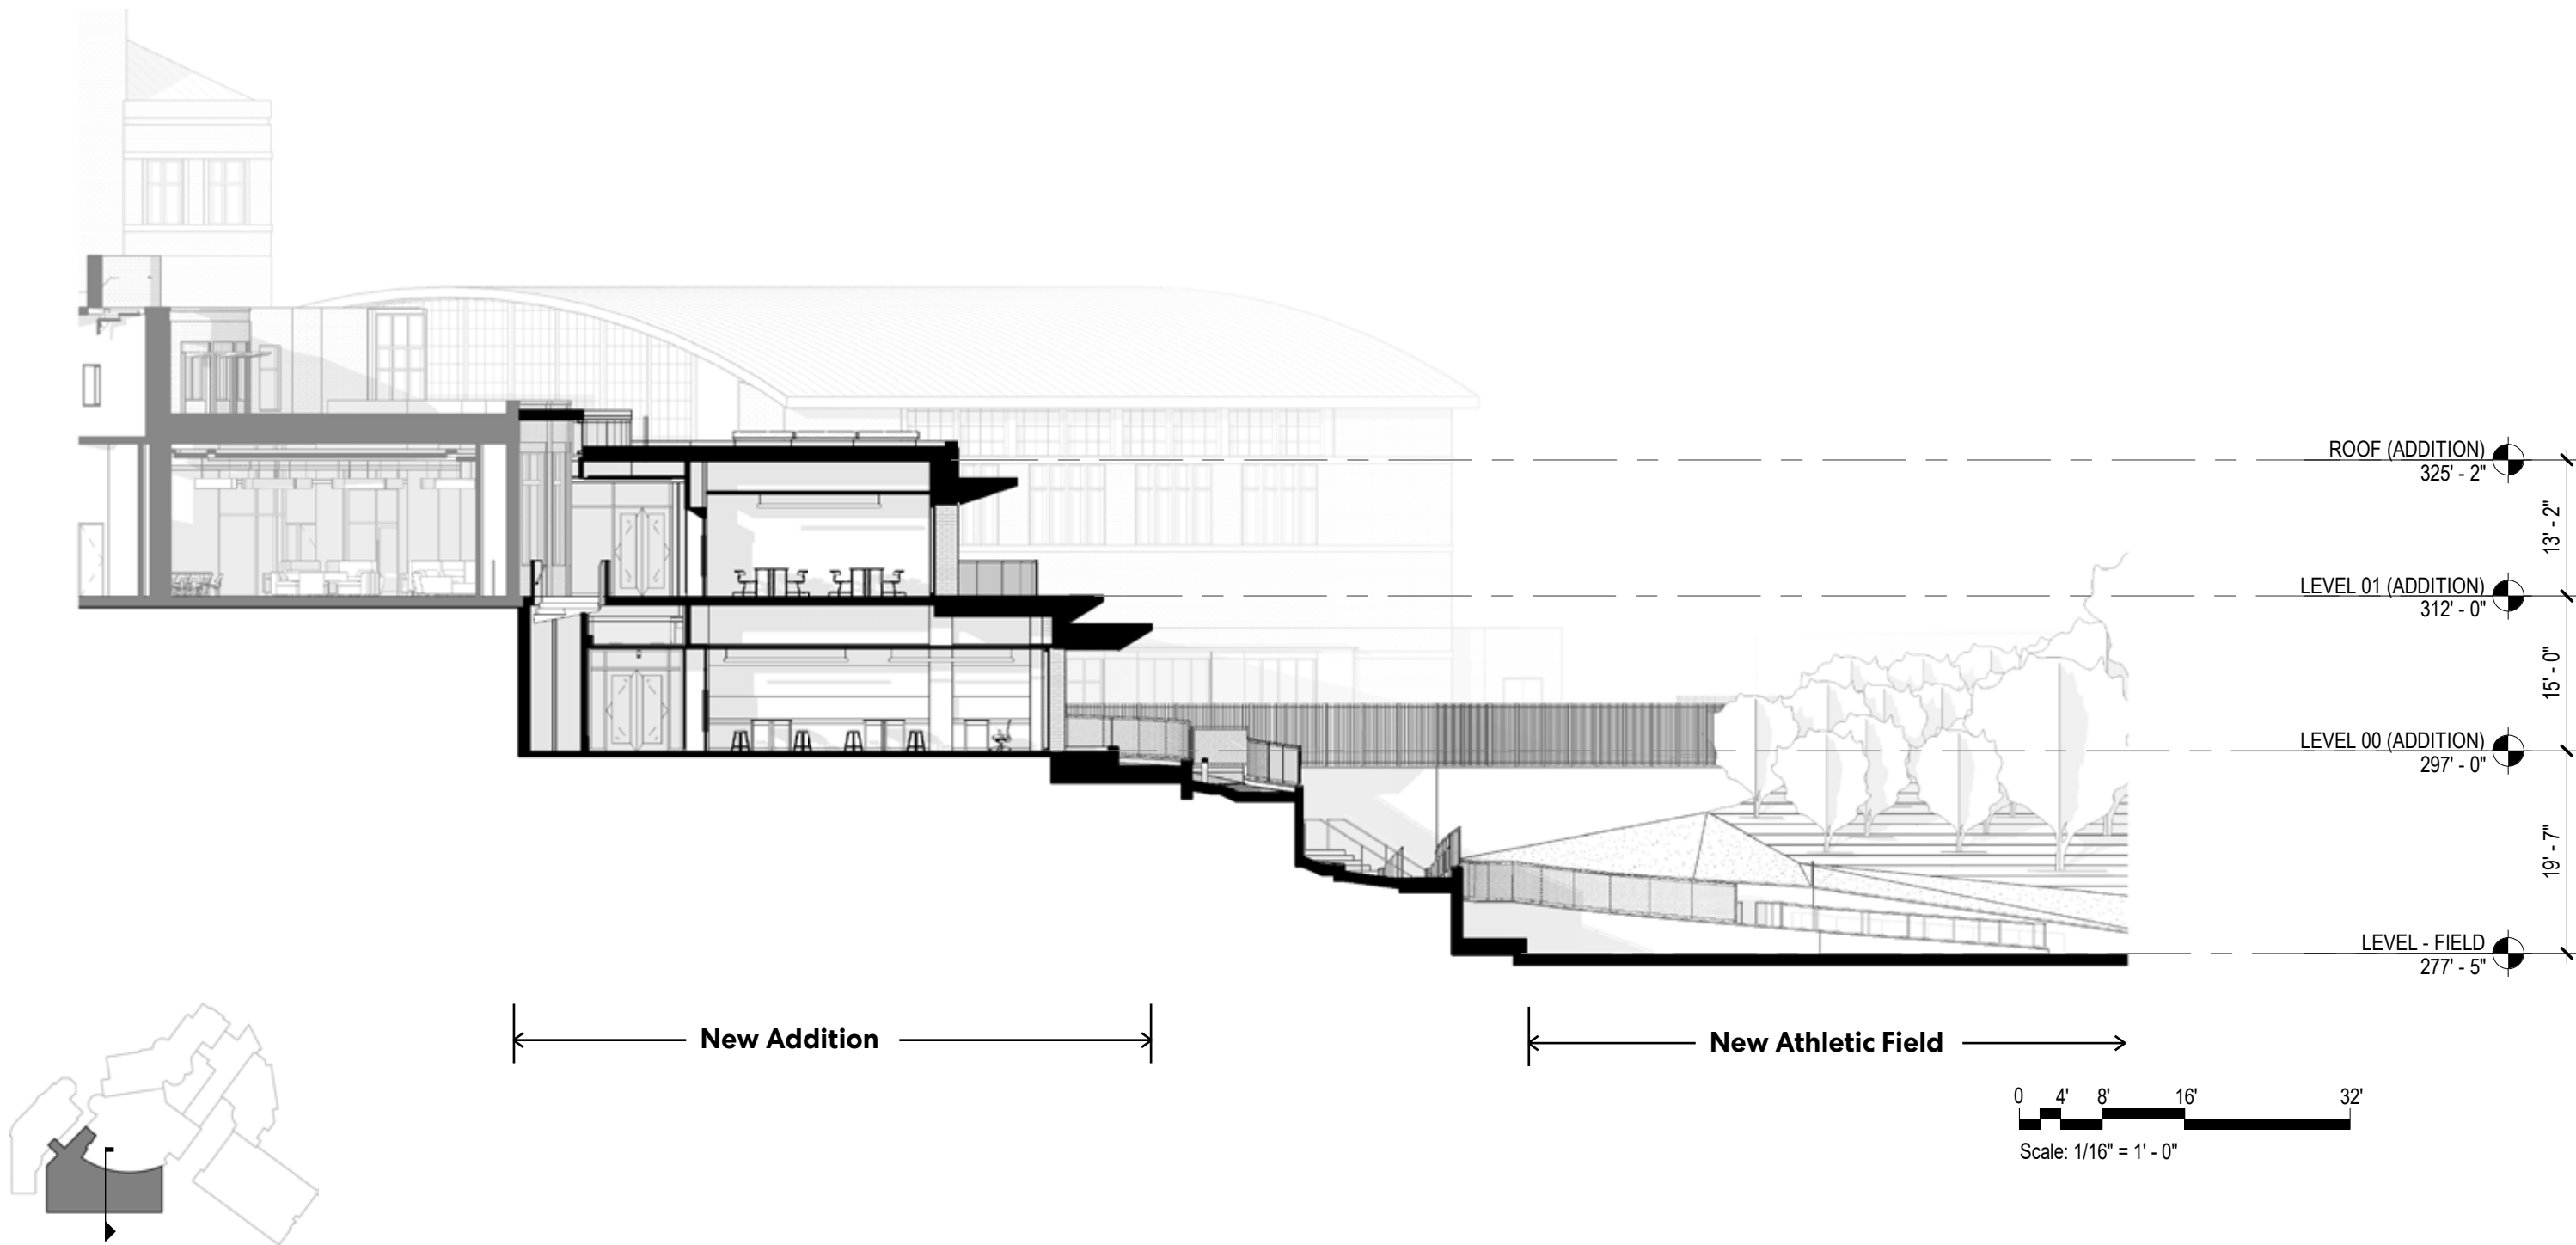 ROOF (ADDITION)
325' - 2"
13' - 2"
LEVEL 01 (ADDITION)
312' - 0"
15' - 0"
LEVEL 00 (ADDITION)
297' - 0"
19' - 7"
LEVEL - FIELD
277' - 5"
New Addition
New Athletic Field
0 4' 8' 16' 32'
Scale: 1/16" = 1' - 0"